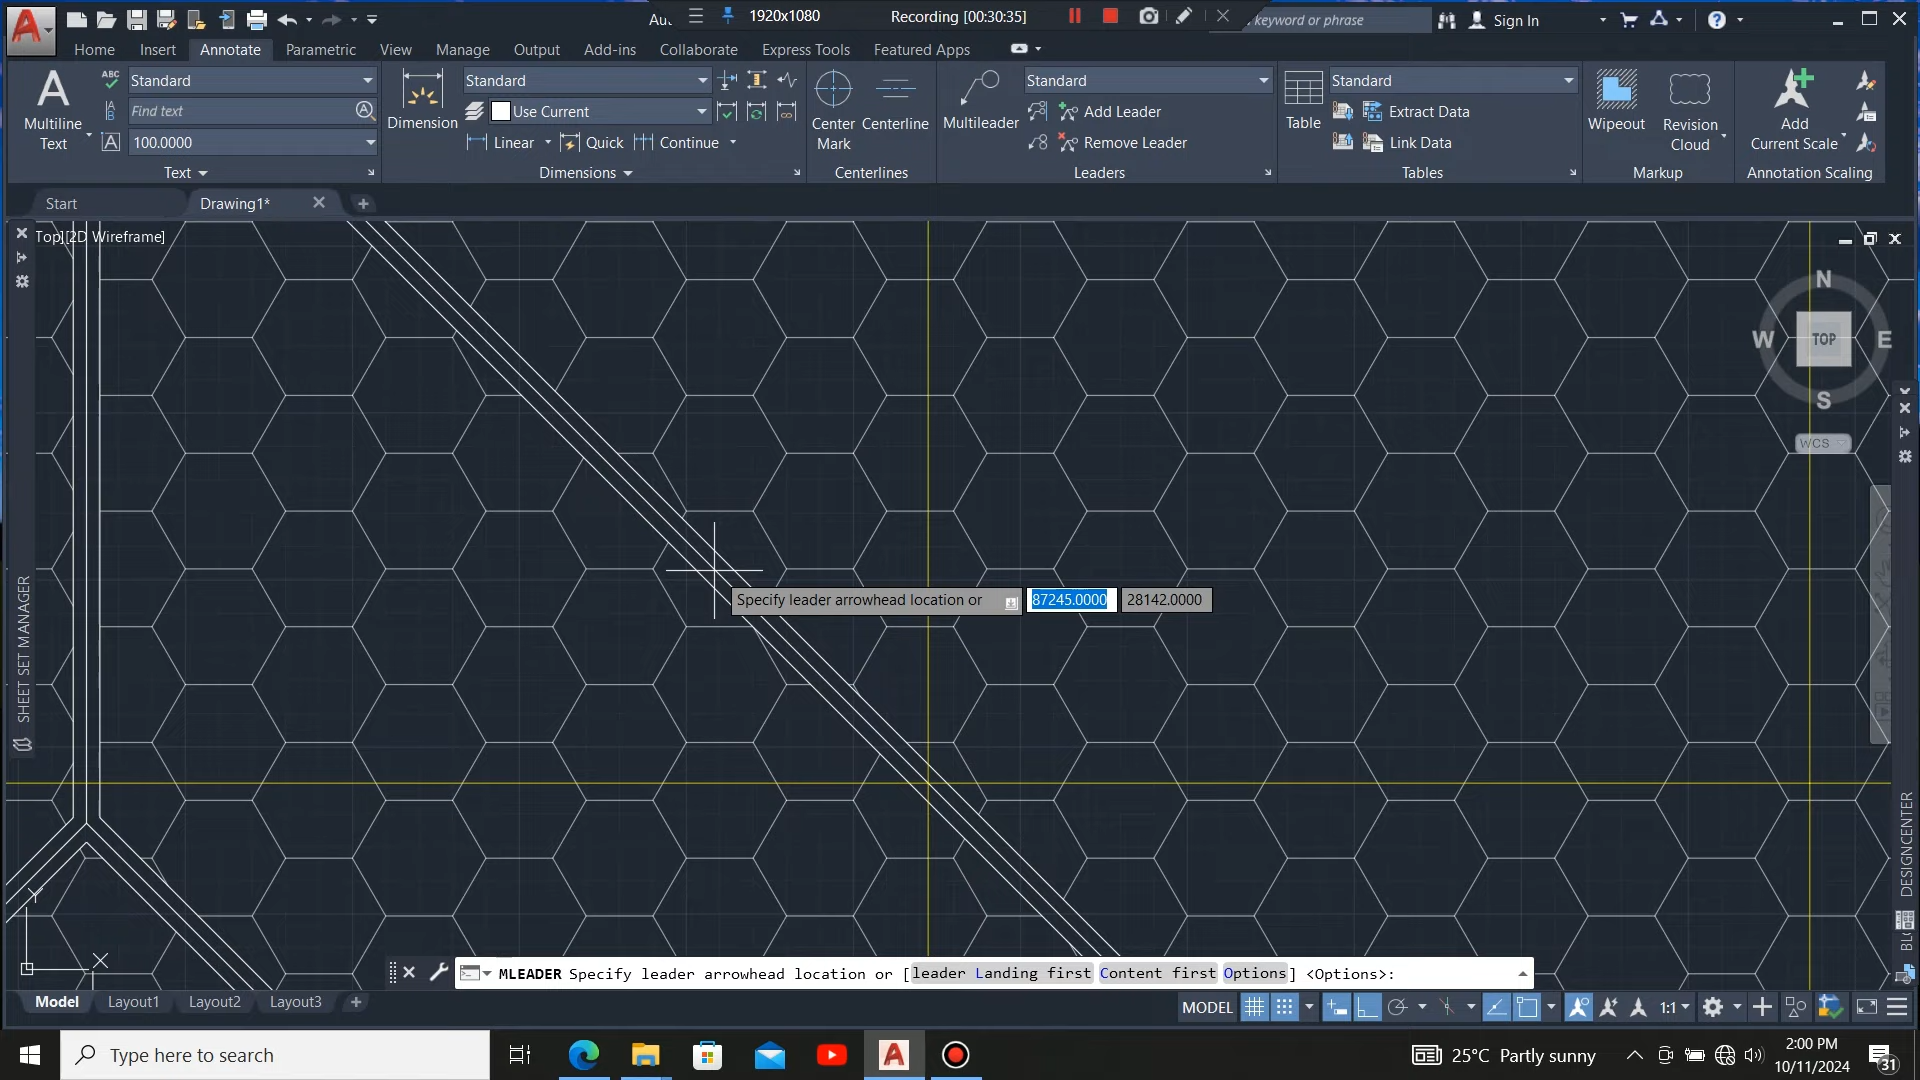 Au
1920x1080
Recording [00:30:35]
keyword or phrase
Sign In
Home Insert Annotate Parametric View Manage Output Add-ins Collaborate Express Tools Featured Apps
Multiline Text
ABC
Standard
Find text
100.0000
Text
Dimension
Standard
Use Current
Linear Quick Continue
Dimensions
Center Mark
Centerline
Centerlines
Multileader
Standard
Add Leader
Remove Leader
Leaders
Table
Standard
Extract Data
Link Data
Tables
Wipeout
Revision Cloud
Markup
Add Current Scale
Annotation Scaling
Start
Drawing1*
Top][2D Wireframe]
N
W TOP E
S
WCS
SHEET SET MANAGER
Specify leader arrowhead location or 87245.0000 28142.0000
DESIGNCENTER
Y
X
MLEADER Specify leader arrowhead location or [leader Landing first Content first Options] <Options>:
Model Layout1 Layout2 Layout3
MODEL
1:1
Type here to search
25°C Partly sunny
2:00 PM
10/11/2024
31